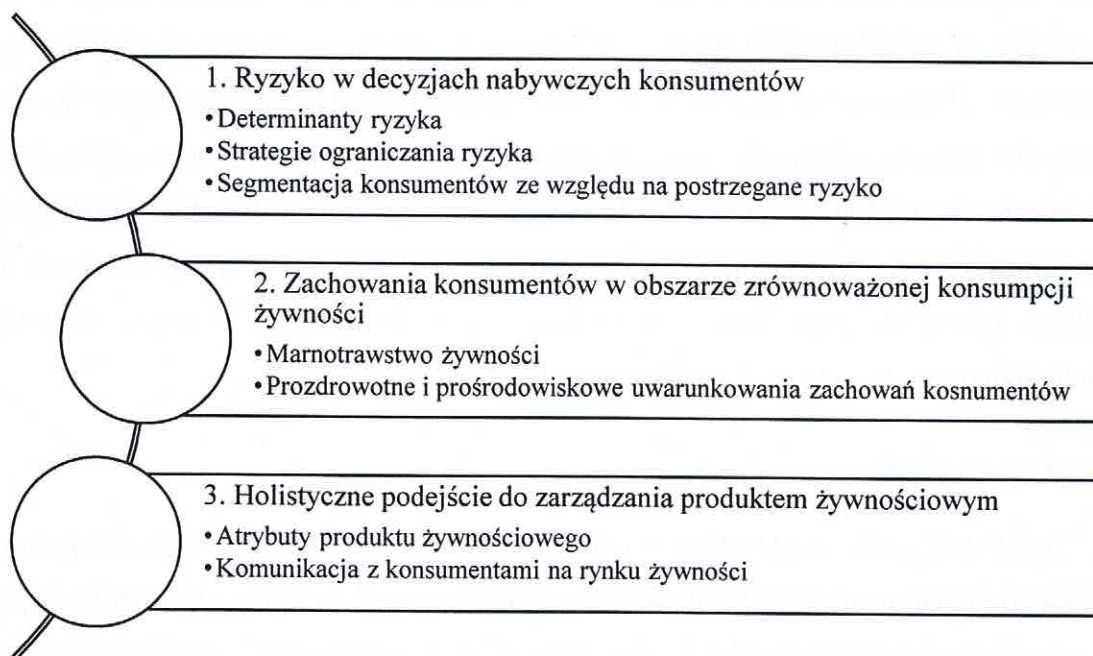 1. Ryzyko w decyzjach nabywczych konsumentów
•Determinanty ryzyka
•Strategie ograniczania ryzyka
•Segmentacja konsumentów ze względu na postrzegane ryzyko
2. Zachowania konsumentów w obszarze zrównoważonej konsumpcji
żywności
•Marnotrawstwo żywności
•Prozdrowotne i prośrodowiskowe uwarunkowania zachowań kosnumentów
3. Holistyczne podejście do zarządzania produktem żywnościowym
•Atrybuty produktu żywnościowego
•Komunikacja z konsumentami na rynku żywności